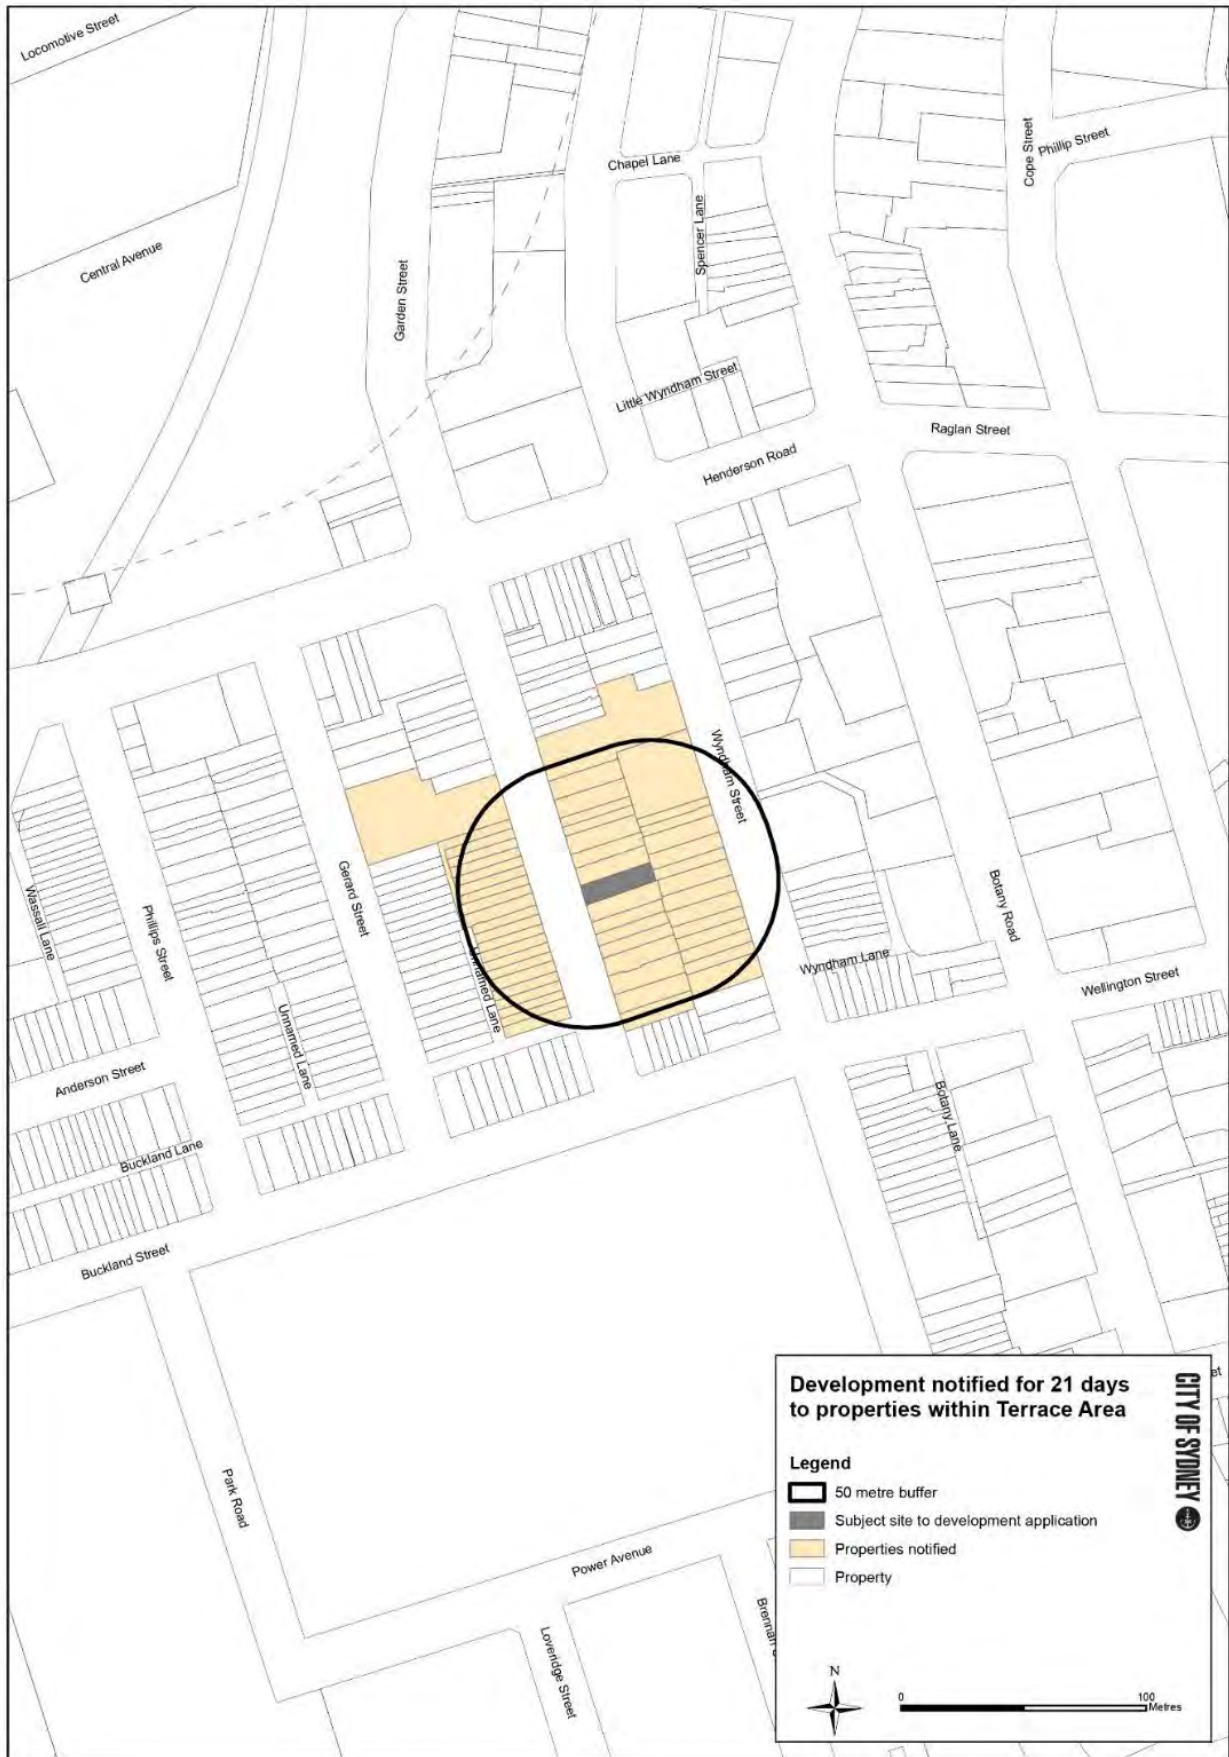 Locomotive Street
Central Avenue
Garden Street
Chapel Lane
Spencer Lane
Cope Street
Phillip Street
Little Wyndham Street
Henderson Road
Raglan Street
Wyndham Street
Wassall Lane
Phillips Street
Gerard Street
Unnamed Lane
Unnamed Lane
Botany Road
Wyndham Lane
Wellington Street
Anderson Street
Buckland Lane
Botany Lane
Buckland Street
Park Road
Power Avenue
Loveridge Street
Development notified for 21 days
to properties within Terrace Area
CITY OF SYDNEY
Legend
50 metre buffer
Subject site to development application
Properties notified
Property
N
0 100
Metres